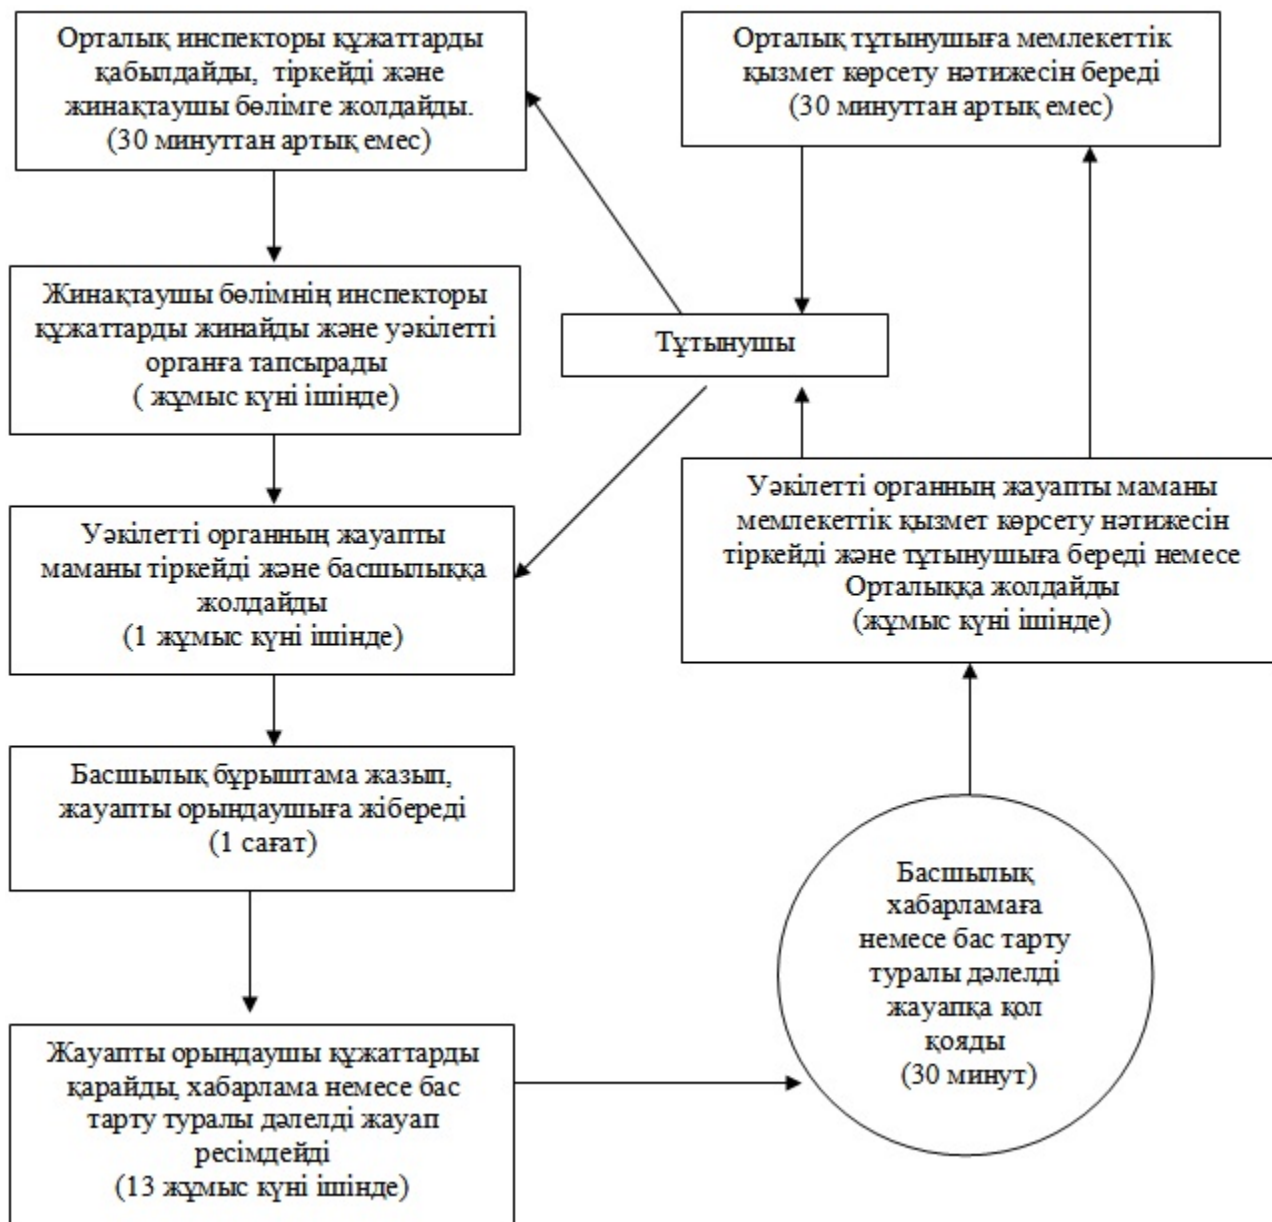 Орталық инспекторы құжаттарды
қабылдайды, тіркейді және
жинақтаушы бөлімге жолдайды.
(30 минуттан артық емес)
Орталық тұтынушыға мемлекеттік
қызмет көрсету нәтижесін береді
(30 минуттан артық емес)
Жинақтаушы бөлімнің инспекторы
құжаттарды жинайды және уәкілетті
органға тапсырады
( жұмыс күні ішінде)
Тұтынушы
Уәкілетті органның жауапты
маманы тіркейді және басшылыққа
жолдайды
(1 жұмыс күні ішінде)
Уәкілетті органның жауапты маманы
мемлекеттік қызмет көрсету нәтижесін
тіркейді және тұтынушыға береді немесе
Орталыққа жолдайды
(жұмыс күні ішінде)
Басшылық бұрыштама жазып,
жауапты орындаушыға жібереді
(1 сағат)
Басшылық
хабарламаға
немесе бас тарту
туралы дәлелді
жауапқа қол
қояды
(30 минут)
Жауапты орындаушы құжаттарды
қарайды, хабарлама немесе бас
тарту туралы дәлелді жауап
ресімдейді
(13 жұмыс күні ішінде)